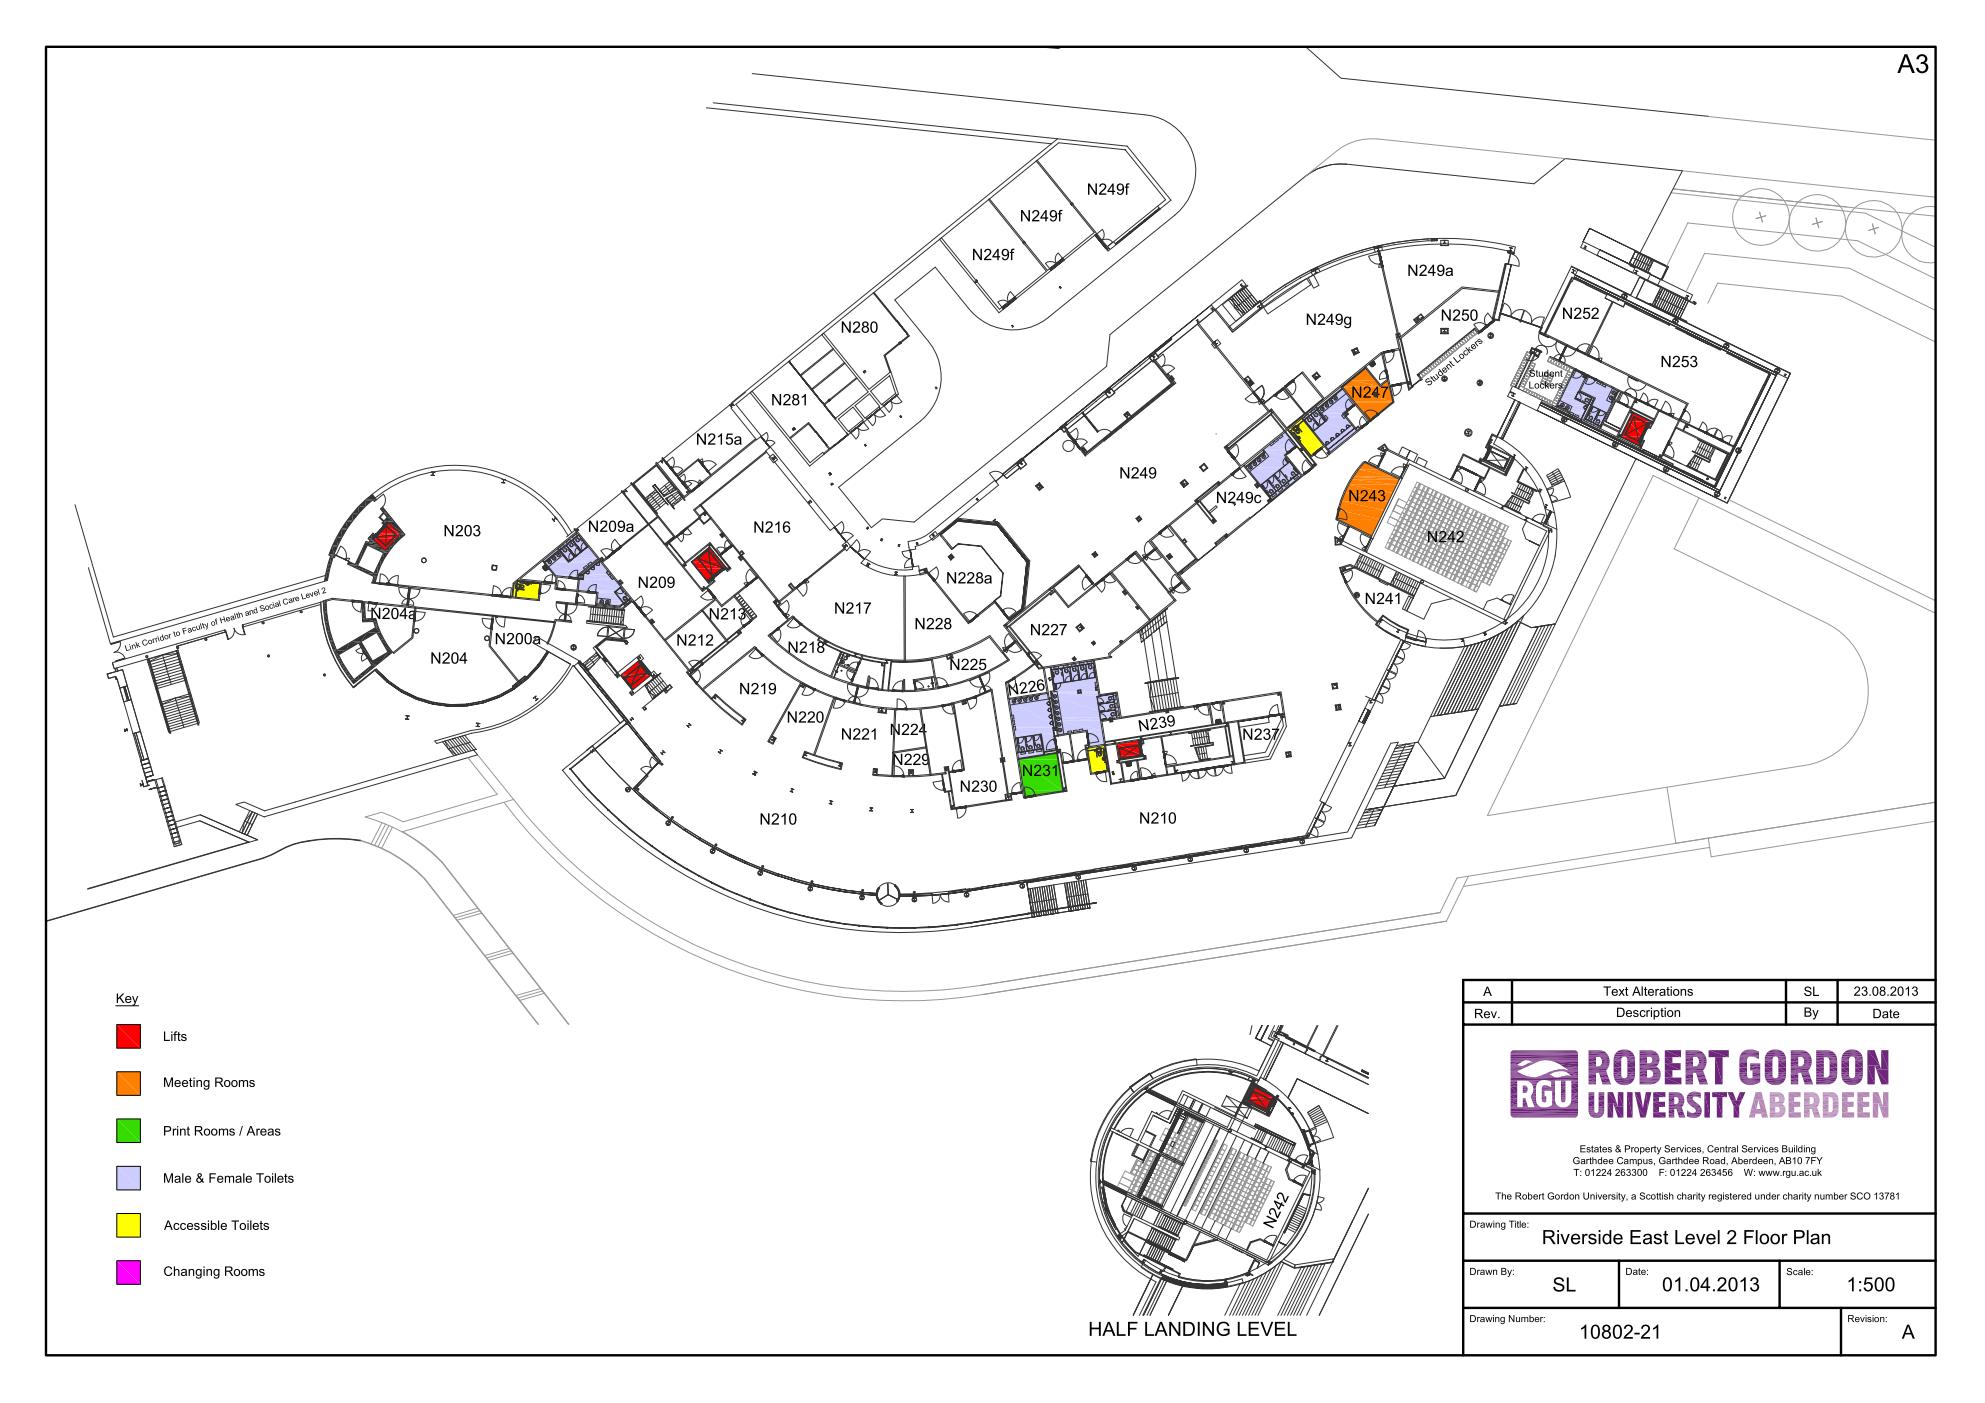 A3
N249f
N249f
N249f
N280
N281
N215a
N249a
N249g
N250
Student Lockers
N252
N253
Student
Lockers
N247
N249
N249c
N243
N242
N241
N203
N209a
N216
N209
N213
N212
N217
N228a
N228
N227
N218
N225
N226
N204a
N200a
N204
Link Corridor to Faculty of Health and Social Care Level 2
N219
N220
N221
N224
N229
N230
N231
N239
N237
N210
N210
Key
Lifts
Meeting Rooms
Print Rooms / Areas
Male & Female Toilets
Accessible Toilets
Changing Rooms
N242
HALF LANDING LEVEL
A Text Alterations SL 23.08.2013
Rev. Description By Date
RGU
ROBERT GORDON
UNIVERSITY ABERDEEN
Estates & Property Services, Central Services Building
Garthdee Campus, Garthdee Road, Aberdeen, AB10 7FY
T: 01224 263300 F: 01224 263456 W: www.rgu.ac.uk
The Robert Gordon University, a Scottish charity registered under charity number SCO 13781
Drawing Title:
Riverside East Level 2 Floor Plan
Drawn By: SL Date: 01.04.2013 Scale: 1:500
Drawing Number: 10802-21 Revision: A